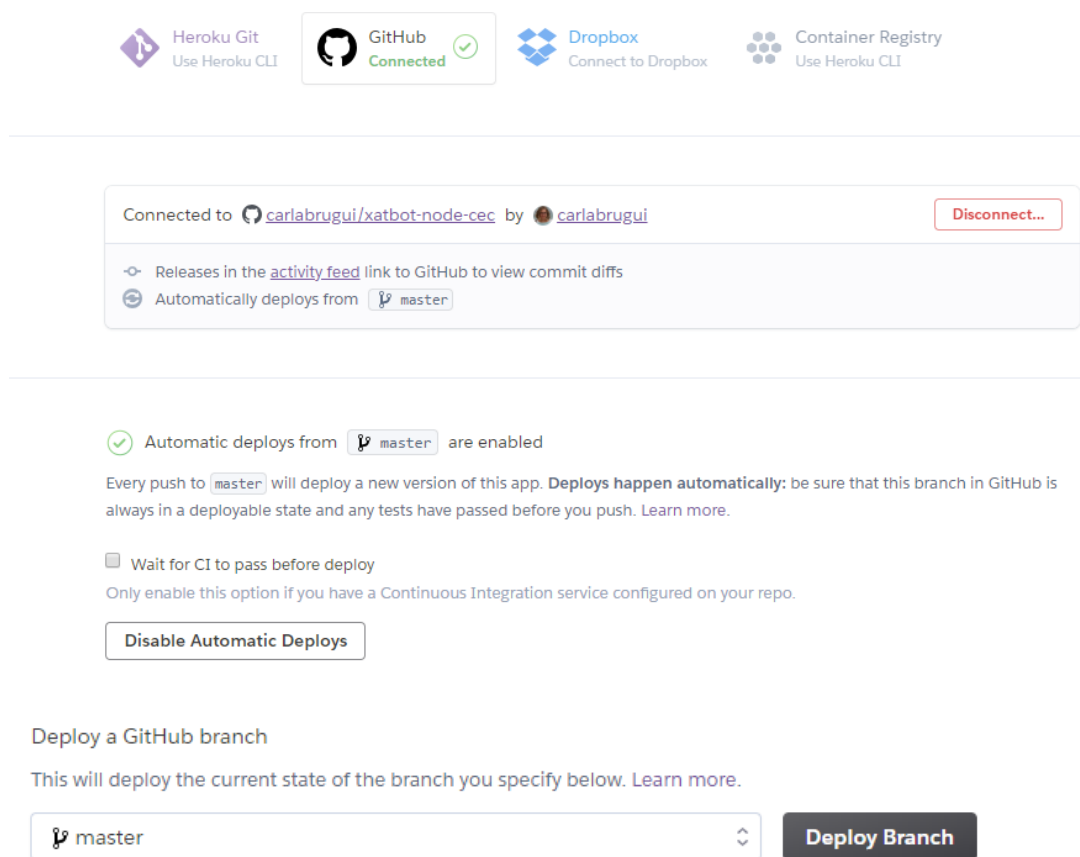 Heroku Git
Use Heroku CLI
GitHub
Connected
Dropbox
Connect to Dropbox
Container Registry
Use Heroku CLI
Connected to carlabrugui/xatbot-node-cec by carlabrugui
Disconnect...
Releases in the activity feed link to GitHub to view commit diffs
Automatically deploys from master
Automatic deploys from master are enabled
Every push to master will deploy a new version of this app. Deploys happen automatically: be sure that this branch in GitHub is
always in a deployable state and any tests have passed before you push. Learn more.
Wait for CI to pass before deploy
Only enable this option if you have a Continuous Integration service configured on your repo.
Disable Automatic Deploys
Deploy a GitHub branch
This will deploy the current state of the branch you specify below. Learn more.
master
Deploy Branch